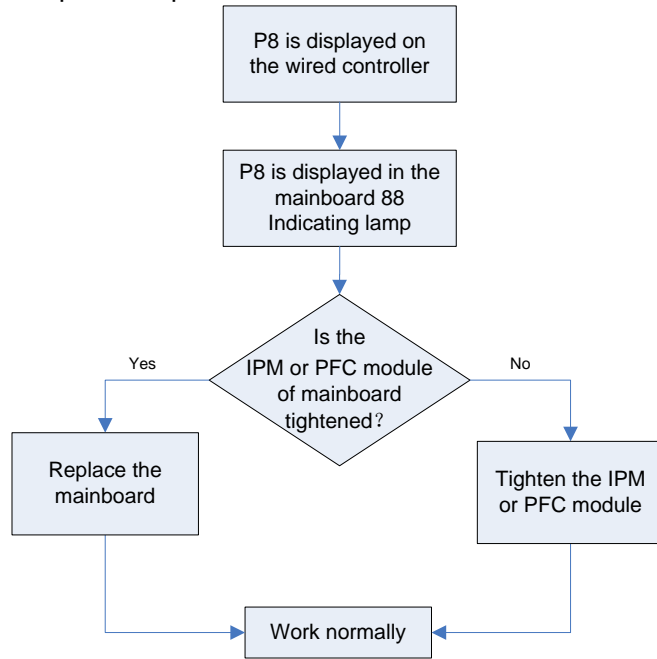 P8 is displayed on
the wired controller
P8 is displayed in the
mainboard 88
Indicating lamp
Is the
IPM or PFC module
of mainboard
tightened？
Yes
No
Replace the
mainboard
Tighten the IPM
or PFC module
Work normally